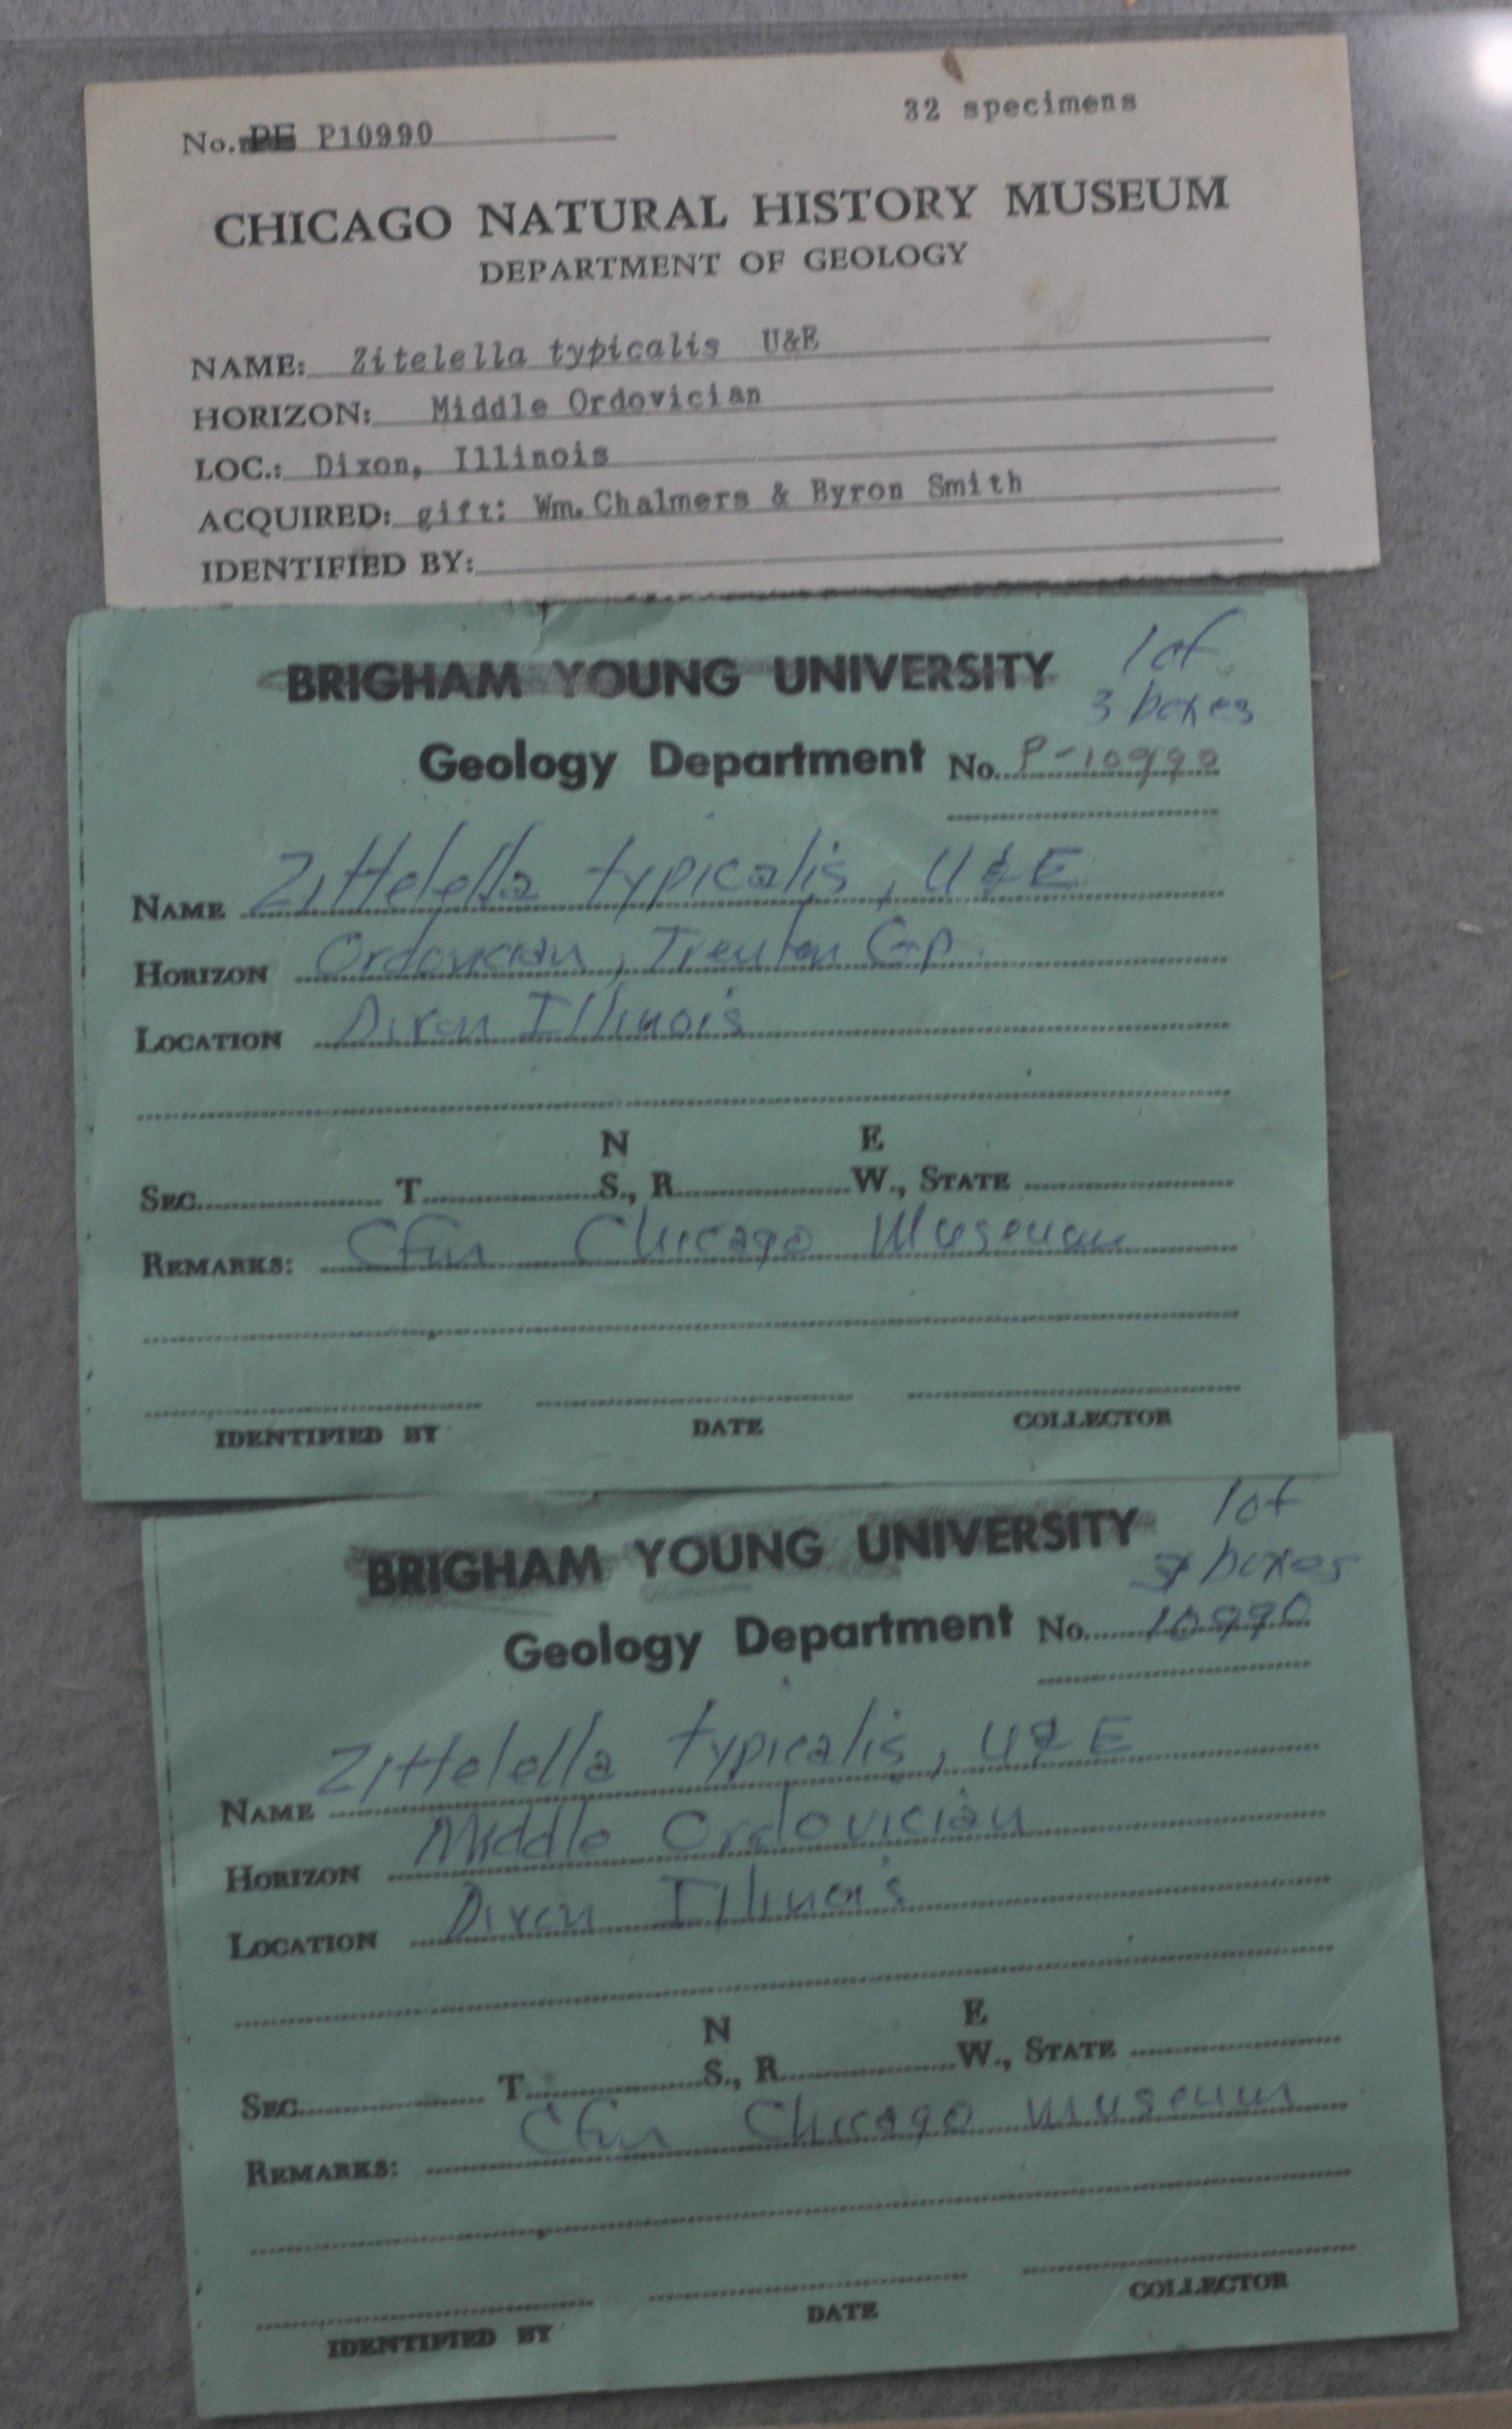 32 specimens
No. PE P10990
CHICAGO NATURAL HISTORY MUSEUM
DEPARTMENT OF GEOLOGY
NAME: Zitelella typicalis U&E
HORIZON: Middle Ordovician
LOC.: Dixon, Illinois
ACQUIRED: gift: Wm. Chalmers & Byron Smith
IDENTIFIED BY:
BRIGHAM YOUNG UNIVERSITY 1 of
3 boxes
Geology Department No. P-10990
NAME Zittelella typicalis, U&E
HORIZON Ordovician, Trenton Gp.
LOCATION Dixon Illinois
N E
SEC. T. S., R. W., STATE
REMARKS: Cfm Chicago Museum
IDENTIFIED BY DATE COLLECTOR
BRIGHAM YOUNG UNIVERSITY 1 of
boxes
Geology Department No. 10990
NAME Zittelella typicalis, U&E
HORIZON Middle Ordovician
LOCATION Dixon Illinois
N E
SEC. T. S., R. W., STATE
REMARKS: Cfm Chicago Museum
IDENTIFIED BY DATE COLLECTOR